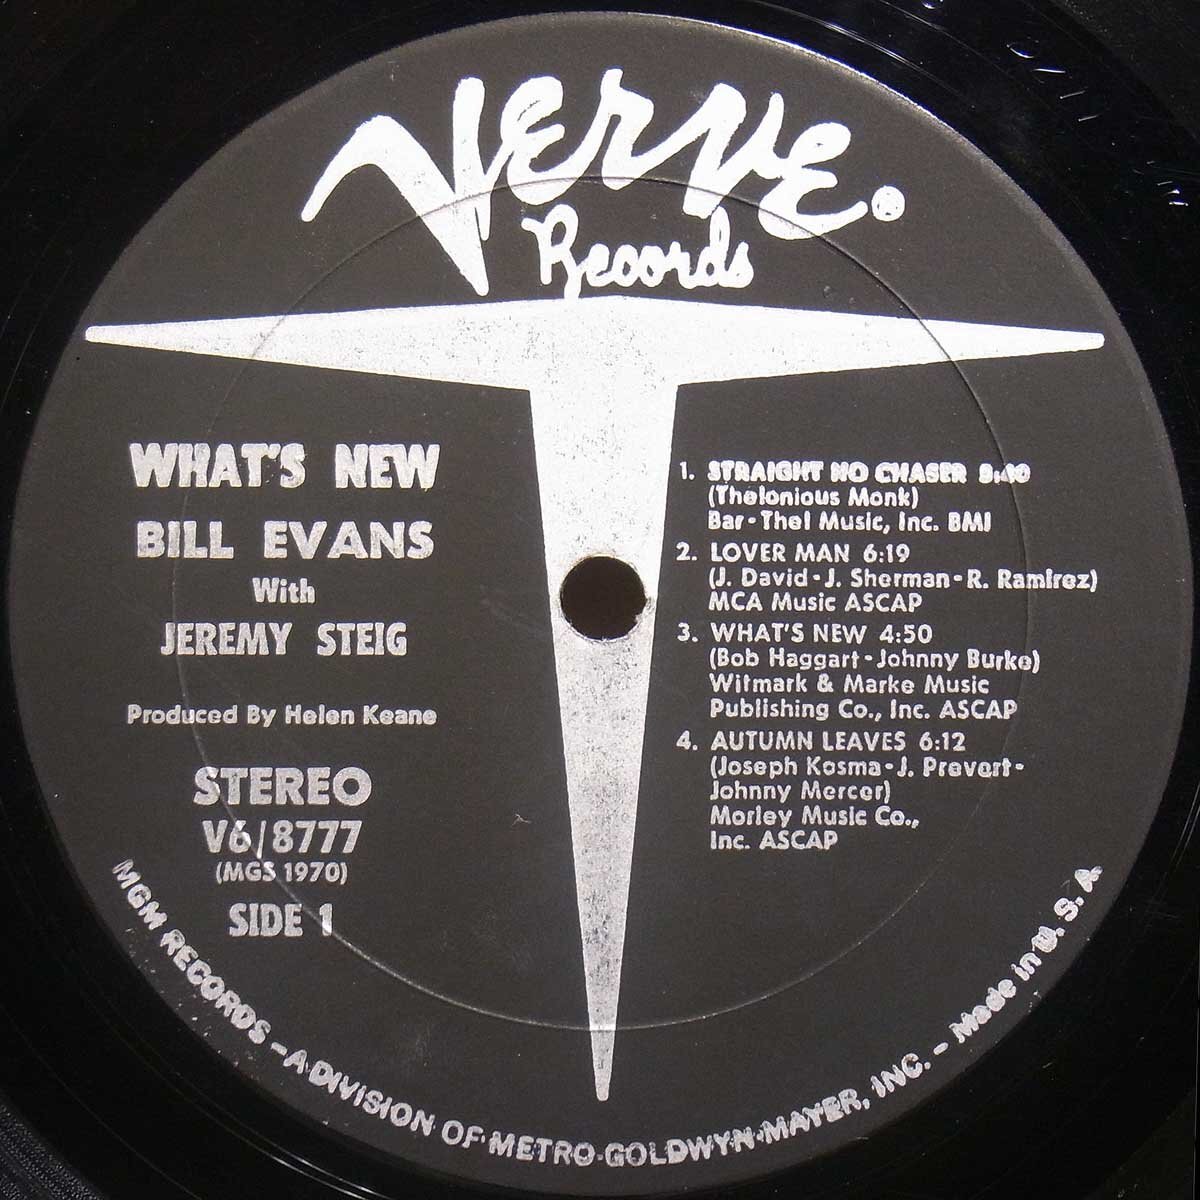 Verve.
Records
WHAT'S NEW
BILL EVANS
With
JEREMY STEIG
Produced By Helen Keane
STEREO
V6/8777
(MGS 1970)
SIDE 1
1. STRAIGHT NO CHASER 9:40
(Thelonious Monk)
Bar-Thel Music, Inc. BMI
2. LOVER MAN 6:19
(J. David-J. Sherman-R. Ramirez)
MCA Music ASCAP
3. WHAT'S NEW 4:50
(Bob Haggart-Johnny Burke)
Witmark & Marke Music
Publishing Co., Inc. ASCAP
4. AUTUMN LEAVES 6:12
(Joseph Kosma-J. Prevert-
Johnny Mercer)
Morley Music Co.,
Inc. ASCAP
MGM RECORDS - A DIVISION OF METRO-GOLDWYN-MAYER, INC. - Made in U. S. A.